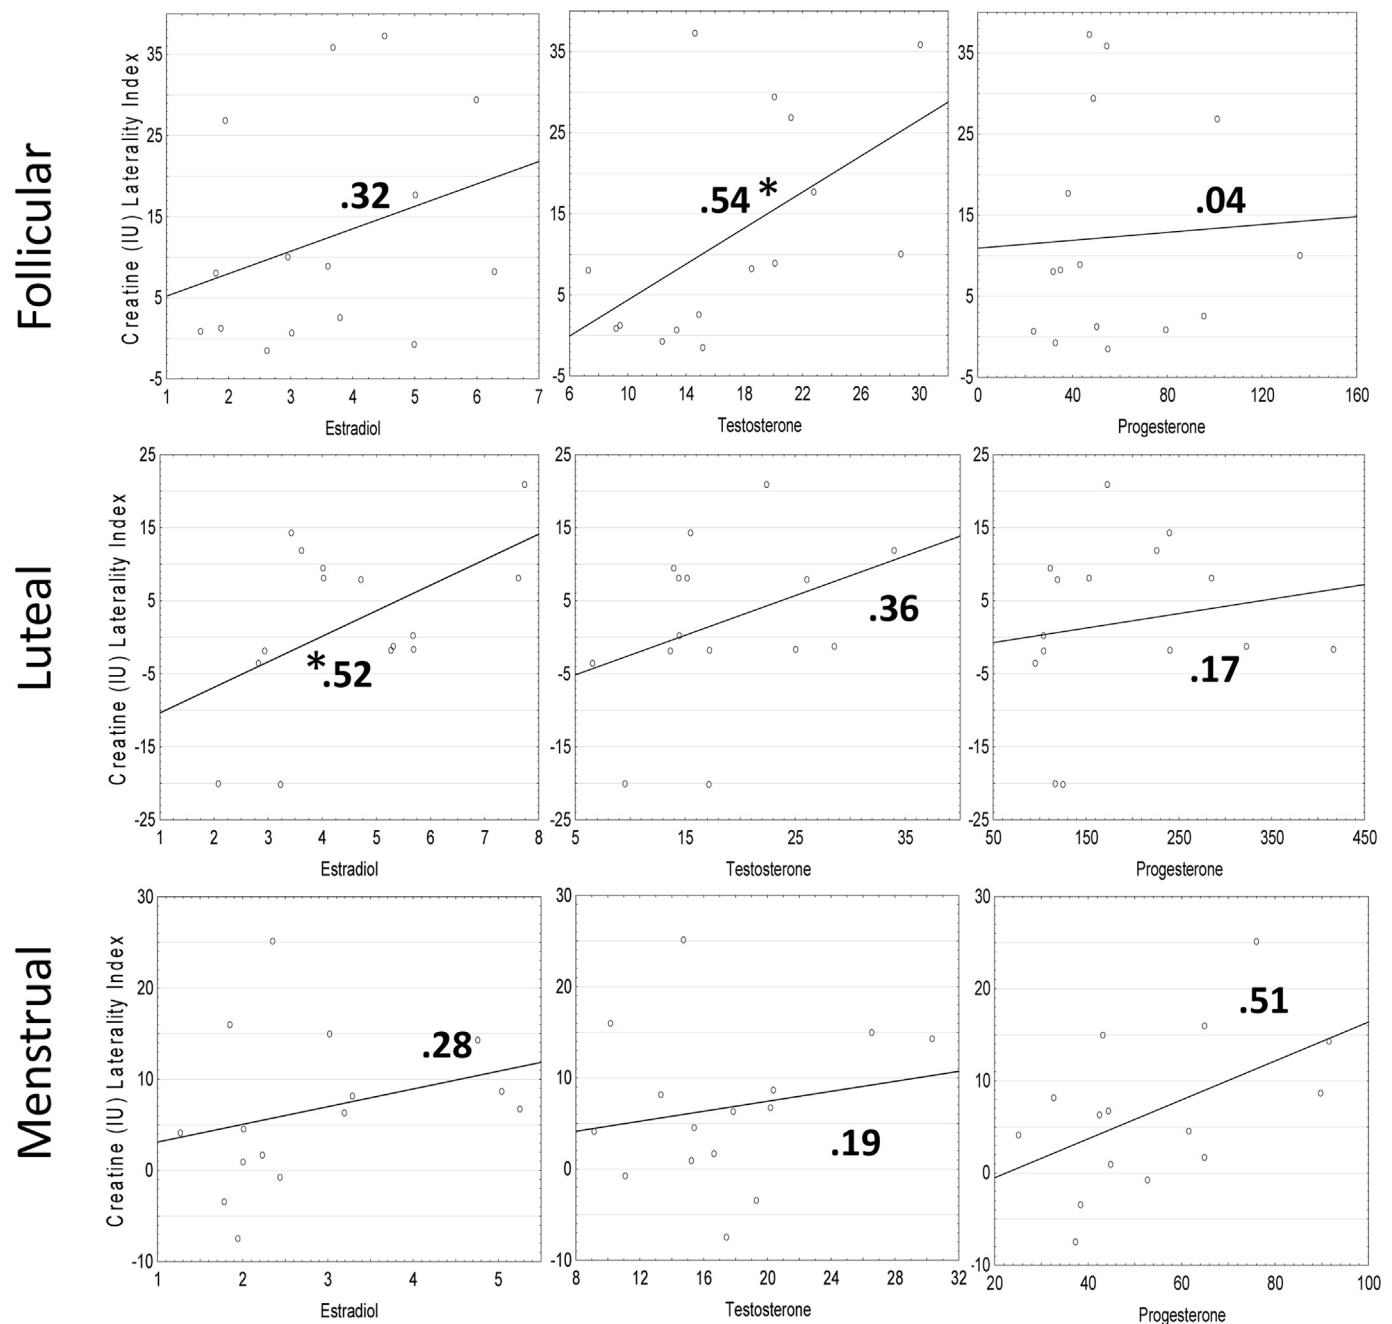 Follicular
Creatine (IU) Laterality Index
35
25
15
5
-5
.32
1 2 3 4 5 6 7
Estradiol
35
25
15
5
-5
.54 *
6 10 14 18 22 26 30
Testosterone
35
25
15
5
-5
.04
0 40 80 120 160
Progesterone
Luteal
Creatine (IU) Laterality Index
25
15
5
-5
-15
-25
*.52
1 2 3 4 5 6 7 8
Estradiol
25
15
5
-5
-15
-25
.36
5 15 25 35
Testosterone
25
15
5
-5
-15
-25
.17
50 150 250 350 450
Progesterone
Menstrual
Creatine (IU) Laterality Index
30
20
10
0
-10
.28
1 2 3 4 5
Estradiol
30
20
10
0
-10
.19
8 12 16 20 24 28 32
Testosterone
30
20
10
0
-10
.51
20 40 60 80 100
Progesterone